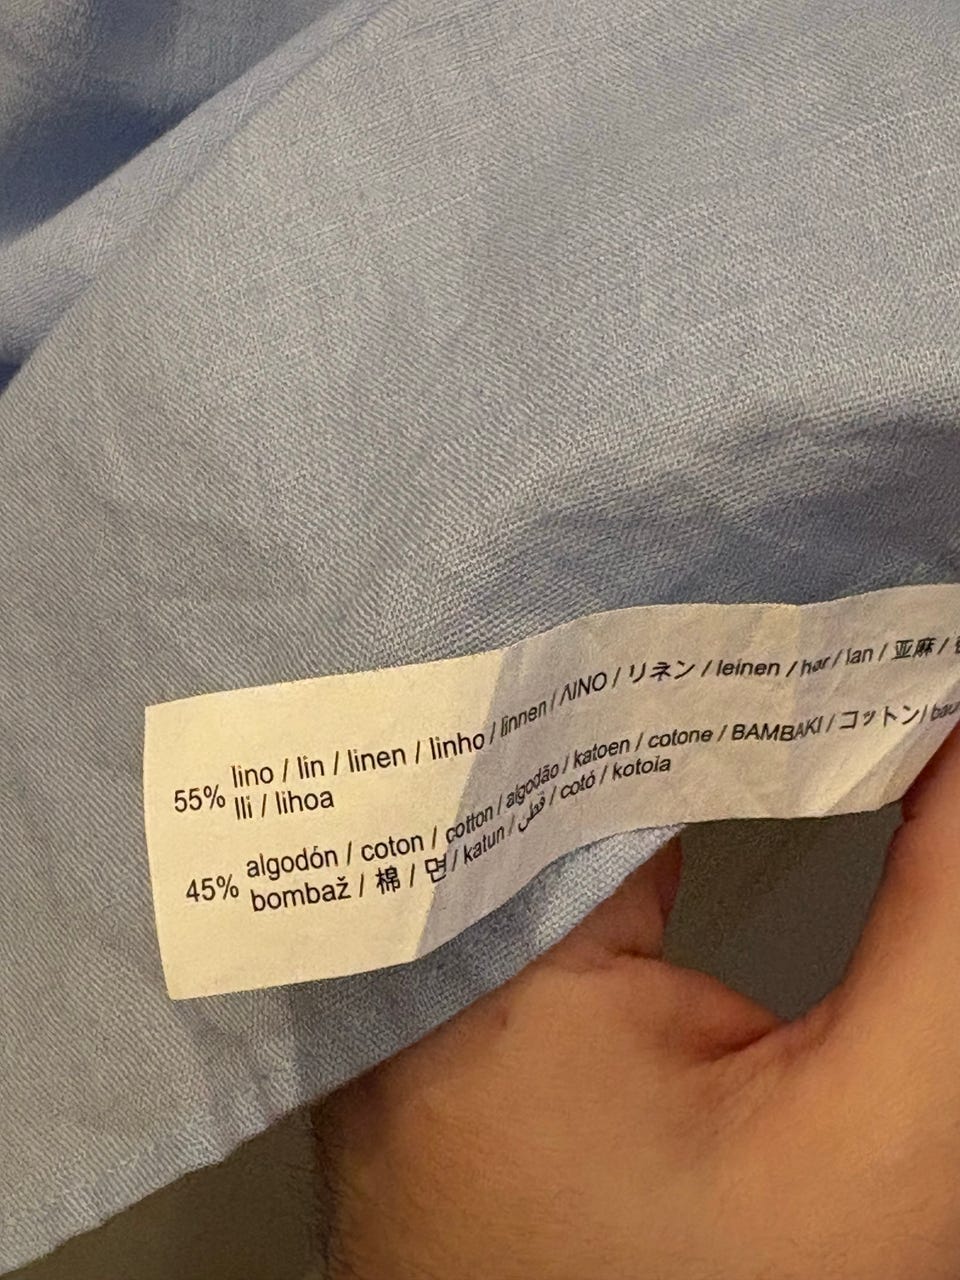 55% lino / lin / linen / linho / linnen / ΛΙΝΟ / リネン / leinen / hør / lan / 亚麻 /
lli / lihoa
45% algodón / coton / cotton / algodão / katoen / cotone / BAMBAKI / コットン /
bombaž / 棉 / 면 / katun / قطن / cotó / kotoia